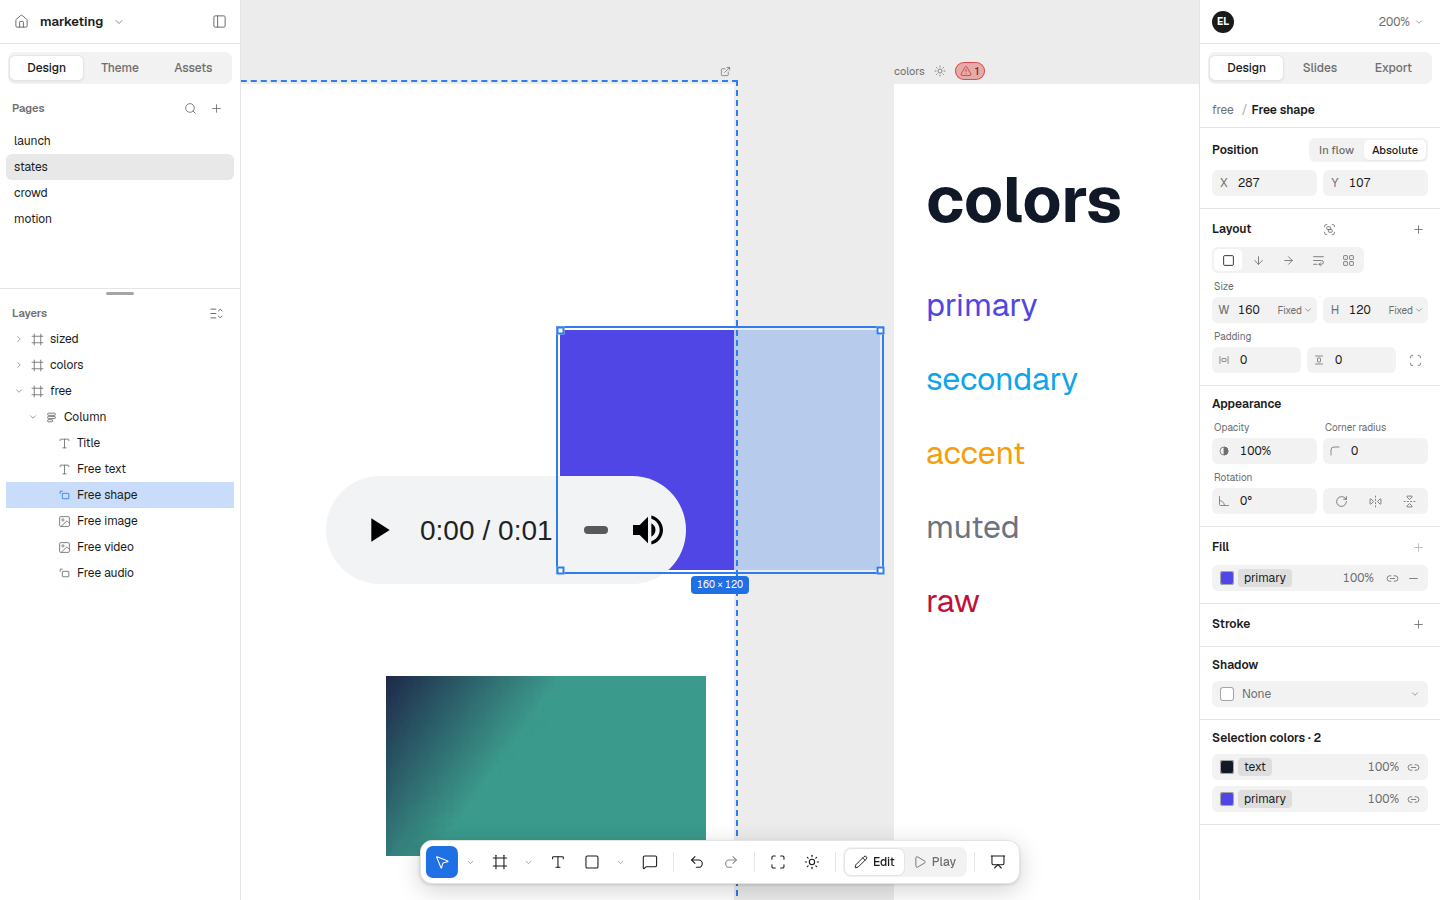 marketing
EL
200%
Design
Theme
Assets
Pages
launch
states
crowd
motion
Layers
sized
colors
free
Column
Title
Free text
Free shape
Free image
Free video
Free audio
colors
1
colors
primary
secondary
accent
muted
raw
0:00 / 0:01
160 × 120
Edit
Play
Design
Slides
Export
free / Free shape
Position
In flow
Absolute
X 287
Y 107
Layout
Size
W 160 Fixed
H 120 Fixed
Padding
0
0
Appearance
Opacity
Corner radius
100%
0
Rotation
0°
Fill
primary 100%
Stroke
Shadow
None
Selection colors · 2
text 100%
primary 100%